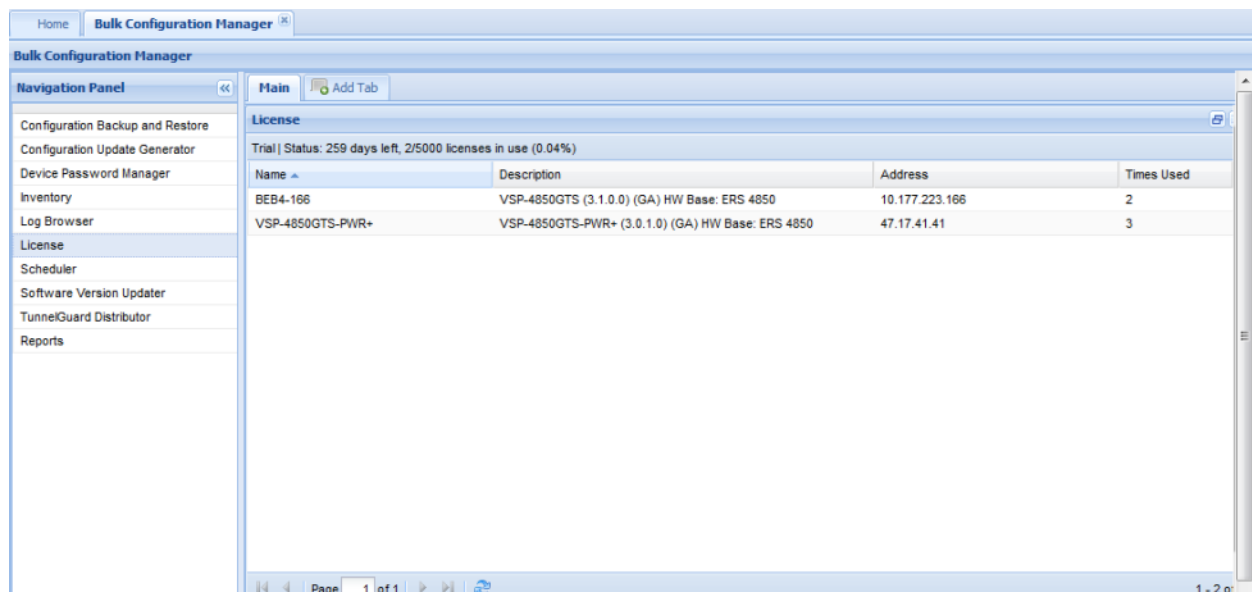 Home Bulk Configuration Manager
Bulk Configuration Manager
Navigation Panel
Configuration Backup and Restore
Configuration Update Generator
Device Password Manager
Inventory
Log Browser
License
Scheduler
Software Version Updater
TunnelGuard Distributor
Reports
Main Add Tab
License
Trial | Status: 259 days left, 2/5000 licenses in use (0.04%)
Name Description Address Times Used
BEB4-166 VSP-4850GTS (3.1.0.0) (GA) HW Base: ERS 4850 10.177.223.166 2
VSP-4850GTS-PWR+ VSP-4850GTS-PWR+ (3.0.1.0) (GA) HW Base: ERS 4850 47.17.41.41 3
Page 1 of 1 1 - 2